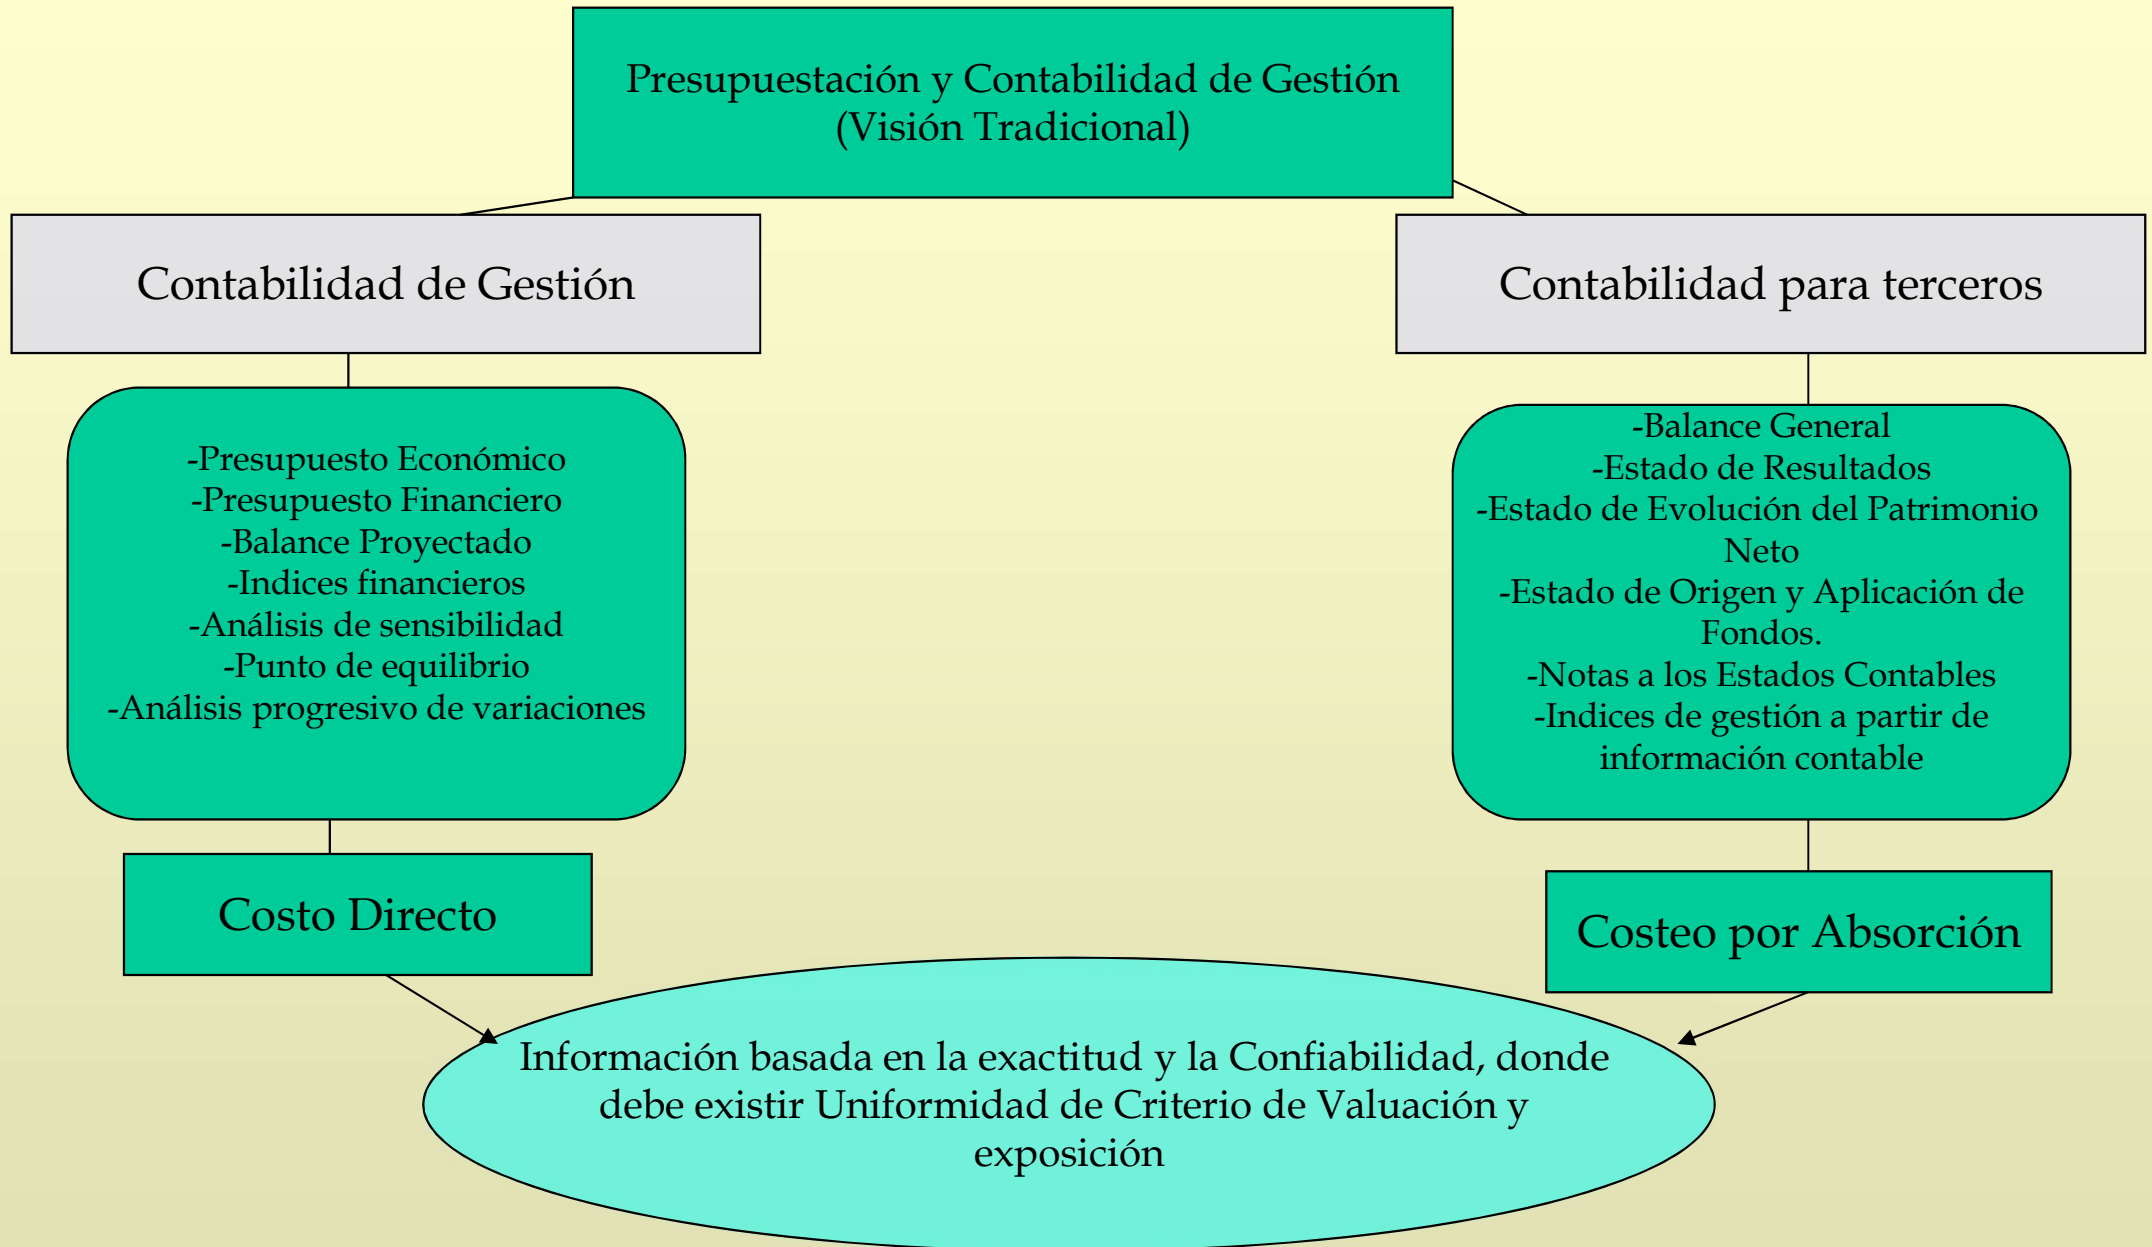 Presupuestación y Contabilidad de Gestión
(Visión Tradicional)
Contabilidad de Gestión
Contabilidad para terceros
-Presupuesto Económico
-Presupuesto Financiero
-Balance Proyectado
-Indices financieros
-Análisis de sensibilidad
-Punto de equilibrio
-Análisis progresivo de variaciones
-Balance General
-Estado de Resultados
-Estado de Evolución del Patrimonio
Neto
-Estado de Origen y Aplicación de
Fondos.
-Notas a los Estados Contables
-Indices de gestión a partir de
información contable
Costo Directo
Costeo por Absorción
Información basada en la exactitud y la Confiabilidad, donde
debe existir Uniformidad de Criterio de Valuación y
exposición